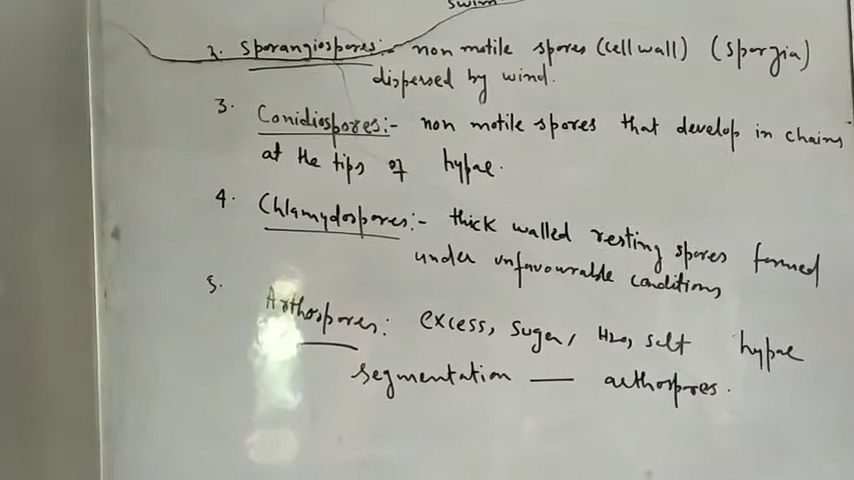 swim
2. Sporangiospores:- non motile spores (cell wall) (sporgia)
dispersed by wind.
3. Conidiospores:- non motile spores that develop in chains
at the tips of hypae.
4. Chlamydospores:- thick walled resting spores formed
under unfavourable conditions
5. Arthospores: excess, suger, H2O, salt hypae
segmentation — arthospores.